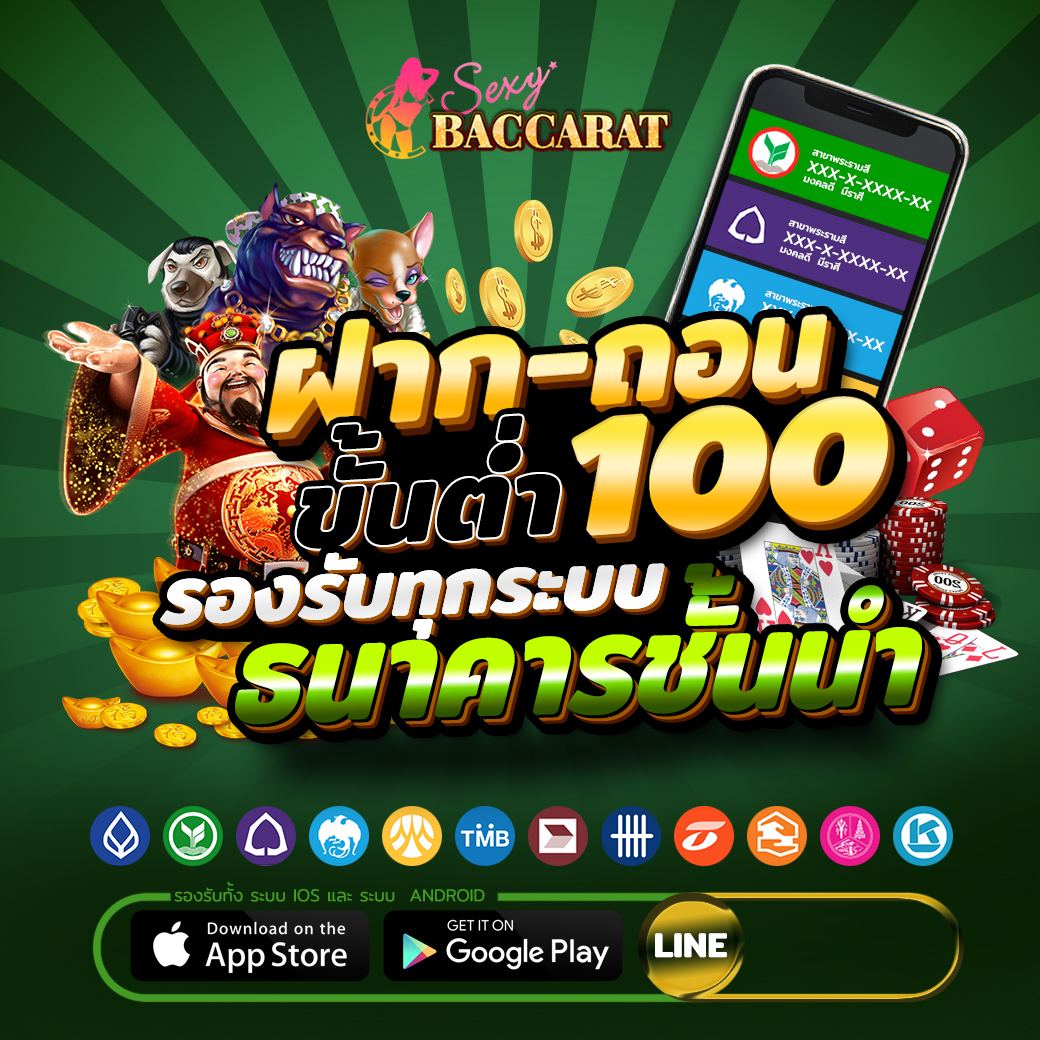 Sexy
BACCARAT
สาขาพระรามสี่
XXX-X-XXXX-XX
มงคลดี มีราศี
สาขาพระรามสี่
XXX-X-XXXX-XX
มงคลดี มีราศี
ฝาก-ถอน
ขั้นต่ำ 100
รองรับทุกระบบ
ธนาคารชั้นนำ
TMB
รองรับทั้ง ระบบ IOS และ ระบบ ANDROID
Download on the
App Store
GET IT ON
Google Play
LINE